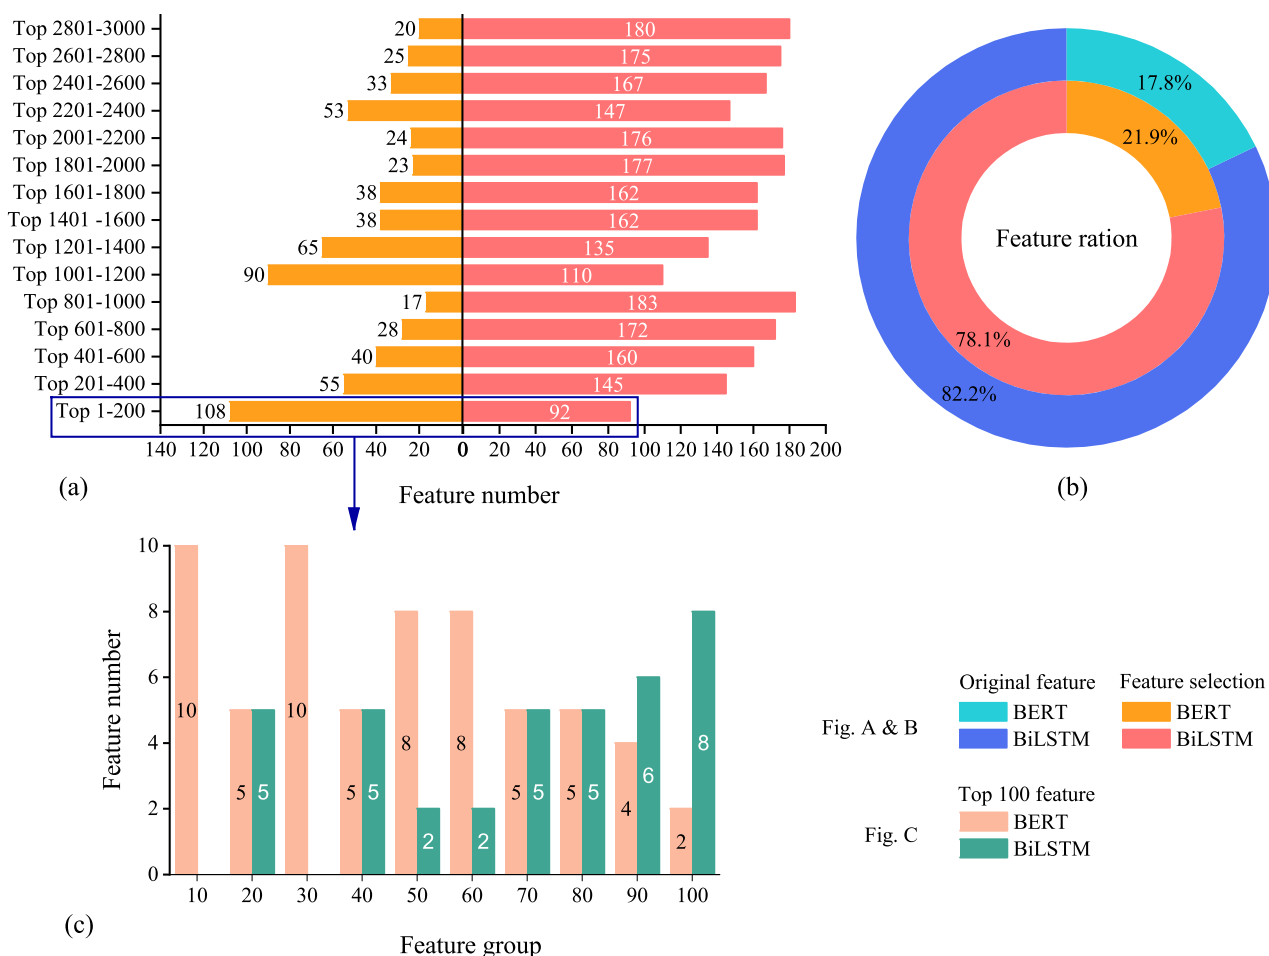 Top 2801-3000 20 180
Top 2601-2800 25 175
Top 2401-2600 33 167
Top 2201-2400 53 147
Top 2001-2200 24 176
Top 1801-2000 23 177
Top 1601-1800 38 162
Top 1401 -1600 38 162
Top 1201-1400 65 135
Top 1001-1200 90 110
Top 801-1000 17 183
Top 601-800 28 172
Top 401-600 40 160
Top 201-400 55 145
Top 1-200 108 92
140 120 100 80 60 40 20 0 0 20 40 60 80 100 120 140 160 180 200
Feature number
(a)
17.8%
21.9%
Feature ration
78.1%
82.2%
(b)
10
8
6
4
2
0
Feature number
10 5 5 10 5 5 8 2 8 2 5 5 5 5 4 6 2 8
10 20 30 40 50 60 70 80 90 100
Feature group
(c)
Original feature Feature selection
Fig. A & B
BERT BERT
BiLSTM BiLSTM
Top 100 feature
Fig. C
BERT
BiLSTM